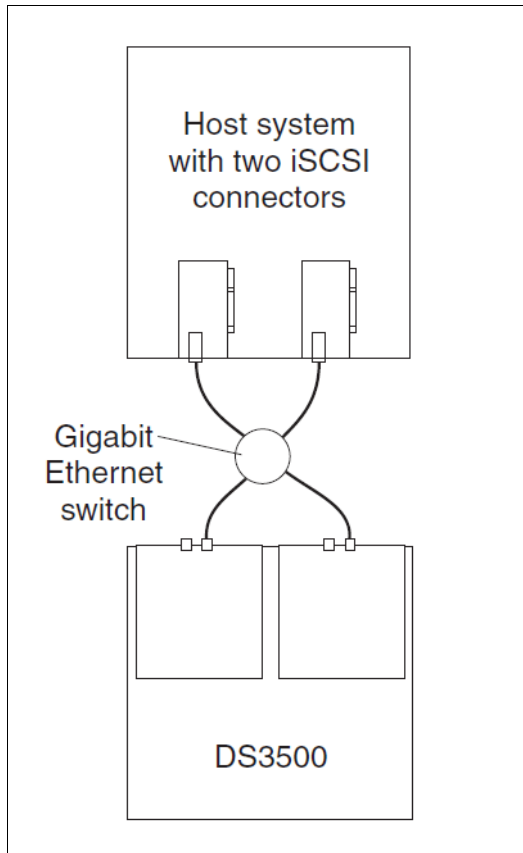 Host system
with two iSCSI
connectors
Gigabit
Ethernet
switch
DS3500